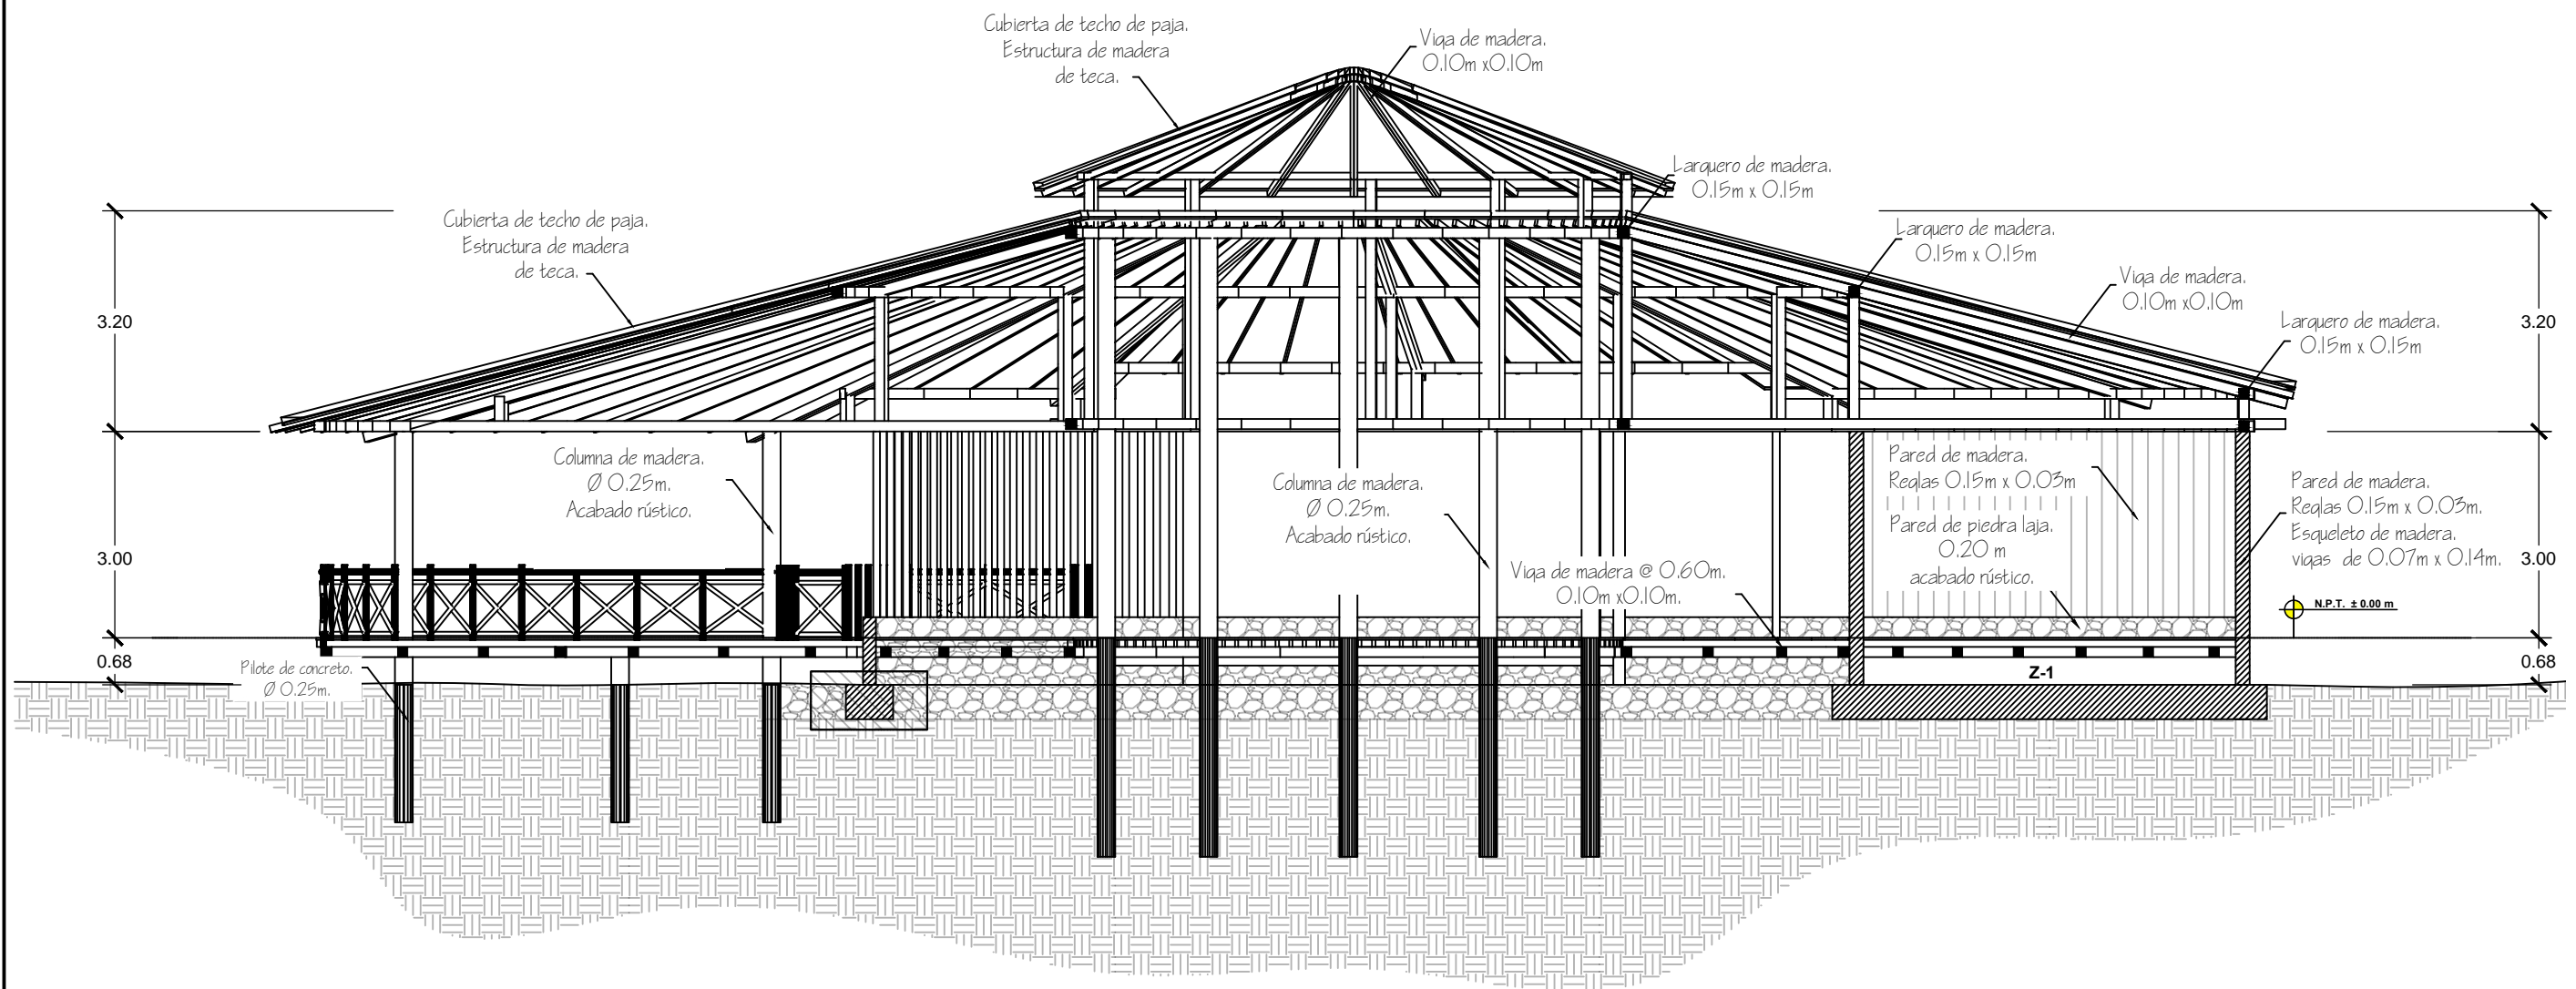 Cubierta de techo de paja.
Estructura de madera
de teca.
Viga de madera.
0.10m x0.10m
Larguero de madera.
0.15m x 0.15m
Cubierta de techo de paja.
Estructura de madera
de teca.
Larguero de madera.
0.15m x 0.15m
Viga de madera.
0.10m x0.10m
Larguero de madera.
0.15m x 0.15m
3.20
3.20
Columna de madera.
Ø 0.25m.
Acabado rústico.
Columna de madera.
Ø 0.25m.
Acabado rústico.
Pared de madera.
Reglas 0.15m x 0.03m
Pared de piedra laja.
0.20 m
acabado rústico.
Pared de madera.
Reglas 0.15m x 0.03m.
Esqueleto de madera.
vigas de 0.07m x 0.14m.
3.00
3.00
Viga de madera @ 0.60m.
0.10m x0.10m.
N.P.T. ± 0.00 m
0.68
0.68
Pilote de concreto.
Ø 0.25m.
Z-1